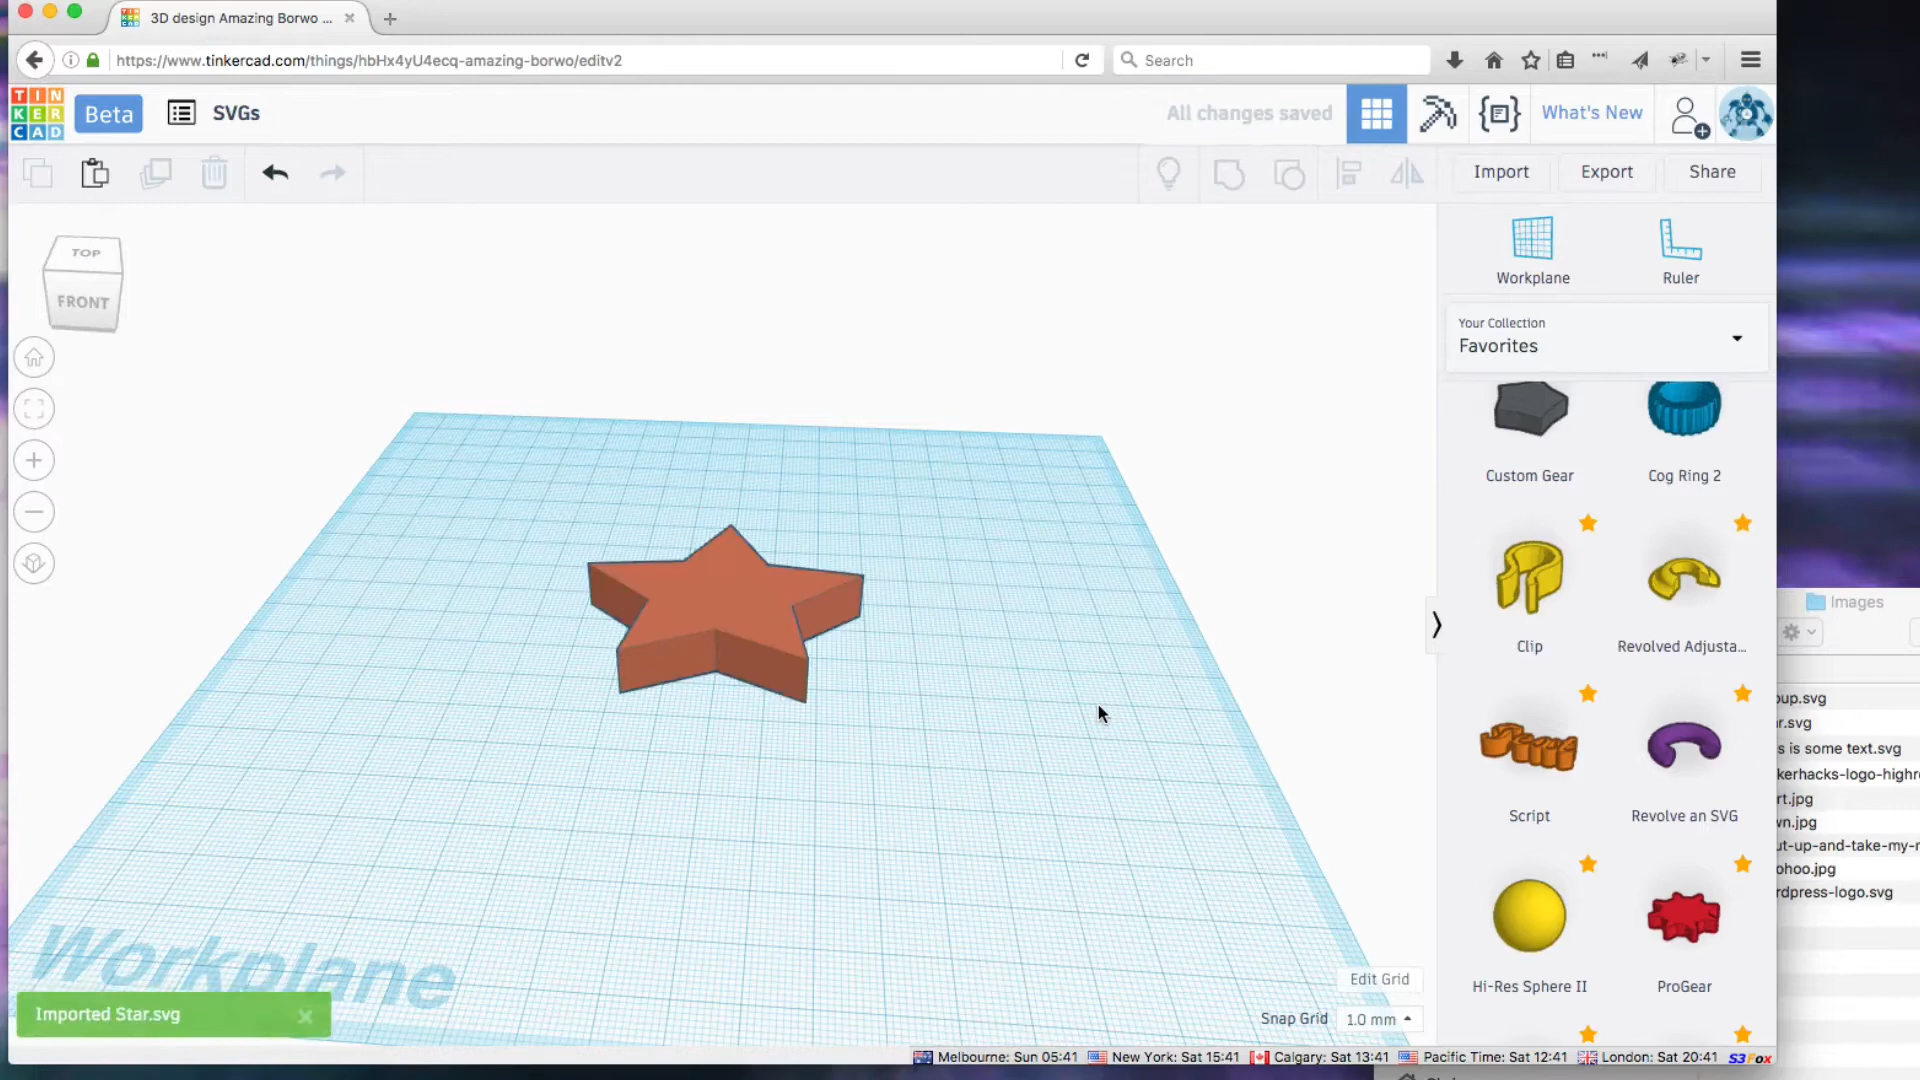 3D design Amazing Borwo ...
https://www.tinkercad.com/things/hbHx4yU4ecq-amazing-borwo/editv2
Search
TIN
KER
CAD
Beta
SVGs
All changes saved
What's New
Import
Export
Share
TOP
FRONT
Workplane
Ruler
Your Collection
Favorites
Custom Gear
Cog Ring 2
Clip
Revolved Adjusta...
Script
Revolve an SVG
Hi-Res Sphere II
ProGear
Workplane
Imported Star.svg
Edit Grid
Snap Grid
1.0 mm
Images
oup.svg
r.svg
s is some text.svg
kerhacks-logo-highr
rt.jpg
wn.jpg
ut-up-and-take-my-
ohoo.jpg
rdpress-logo.svg
Melbourne: Sun 05:41
New York: Sat 15:41
Calgary: Sat 13:41
Pacific Time: Sat 12:41
London: Sat 20:41
S3Fox